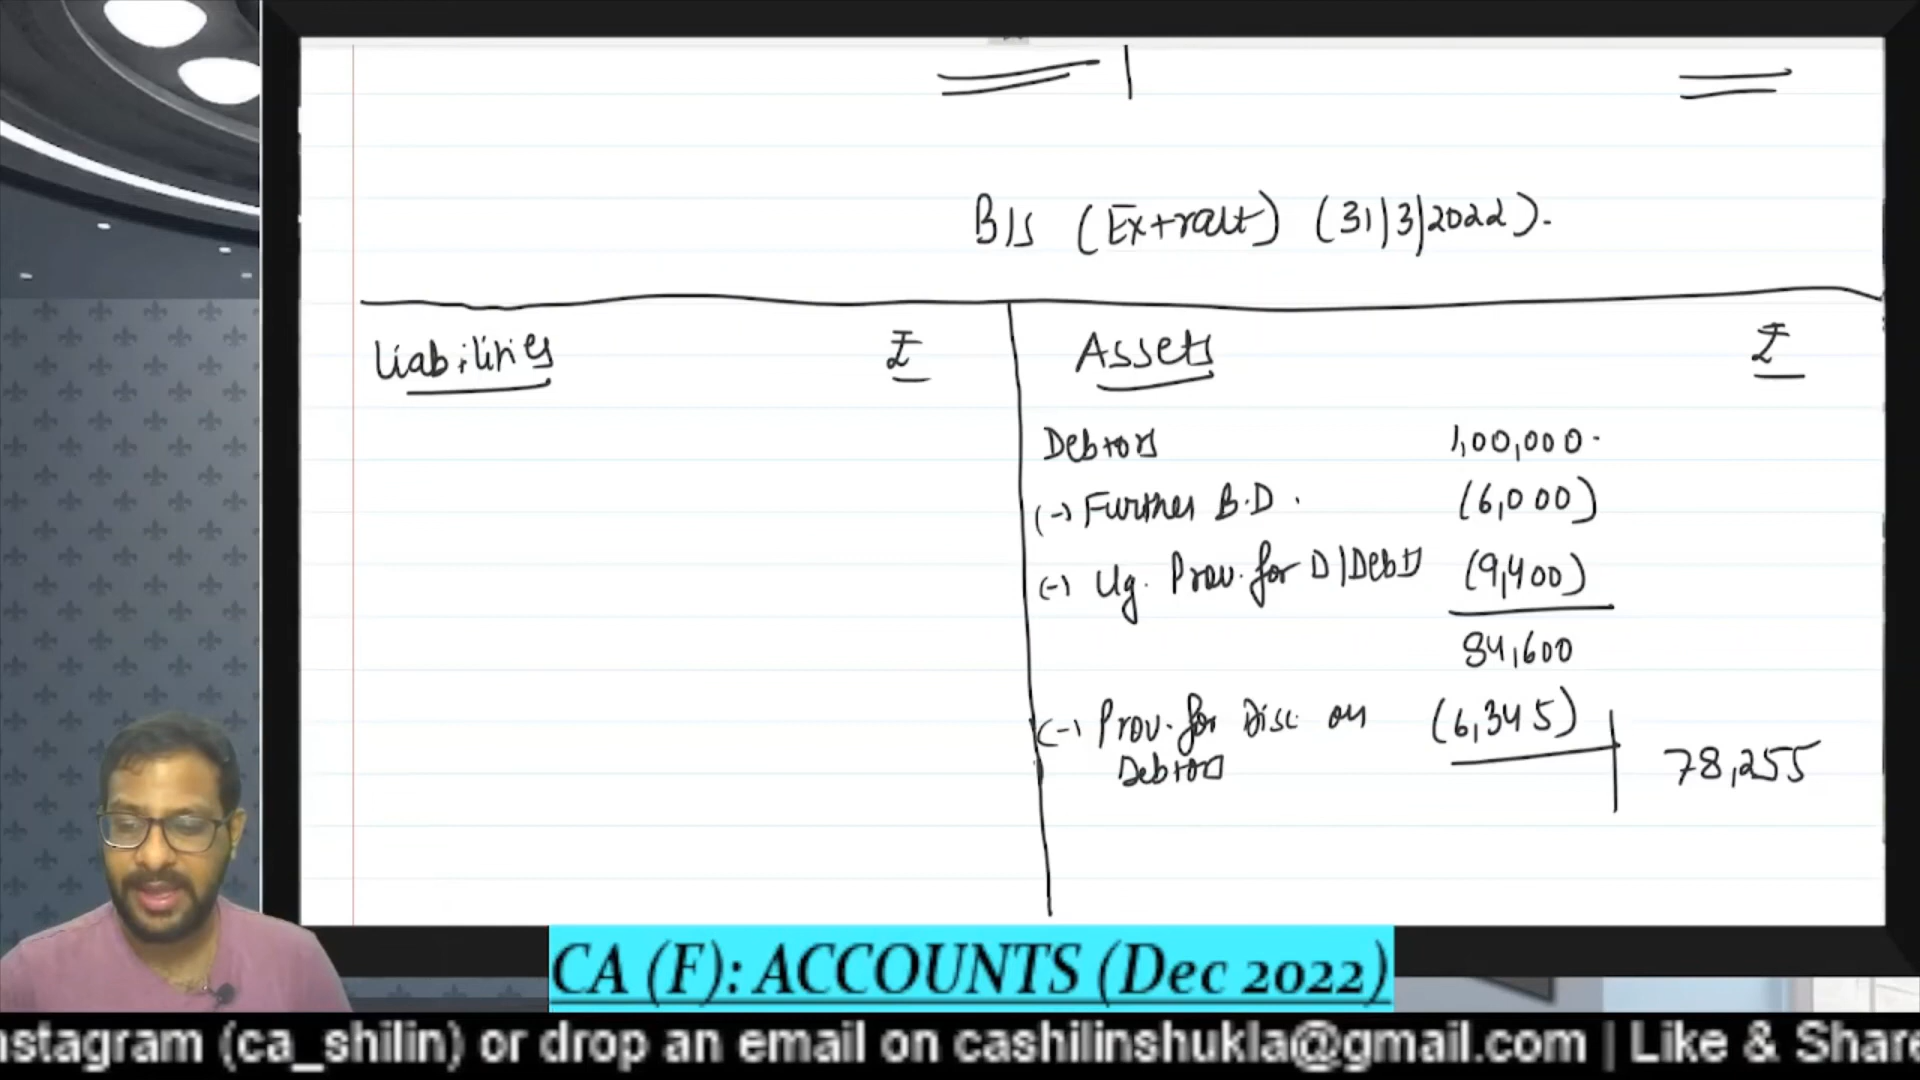 B/s (Extract) (31/3/2022).
Liabilities ₹ Assets ₹
Debtors 1,00,000.
(-) Further B.D. (6,000)
(-) Ug. Prov. for D/Debts (9,400)
84,600
(-) Prov. for Disc on (6,345)
Debtors 78,255
CA (F): ACCOUNTS (Dec 2022)
nstagram (ca_shilin) or drop an email on cashilinshukla@gmail.com | Like & Share